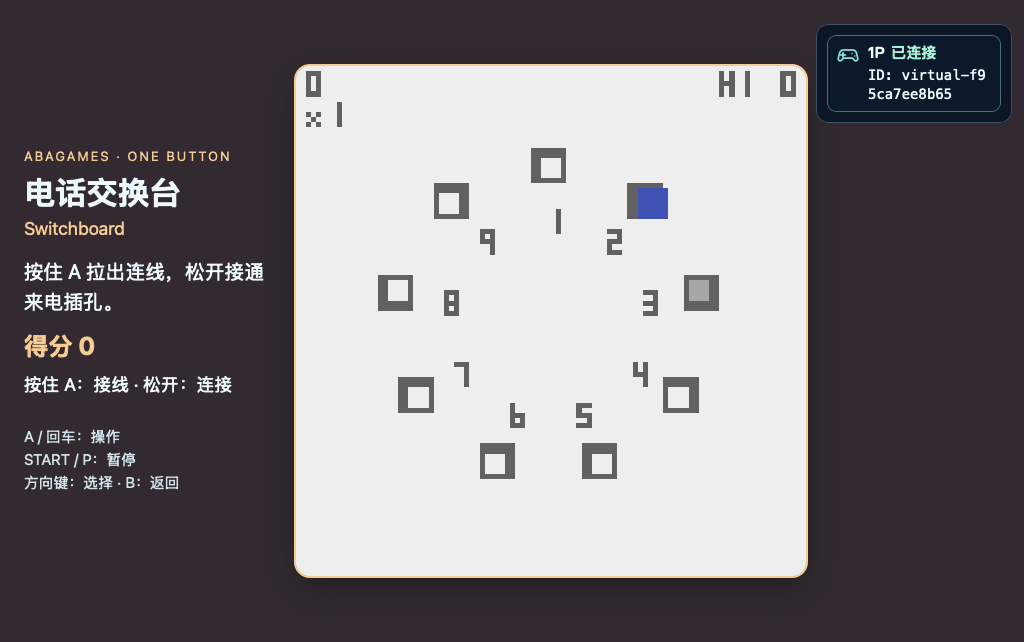 ABAGAMES · ONE BUTTON
电话交换台
Switchboard
按住 A 拉出连线，松开接通
来电插孔。
得分 0
按住 A：接线 · 松开：连接
A / 回车：操作
START / P：暂停
方向键：选择 · B：返回
0
HI 0
x1
1
2
3
4
5
6
7
8
9
1P 已连接
ID: virtual-f9
5ca7ee8b65